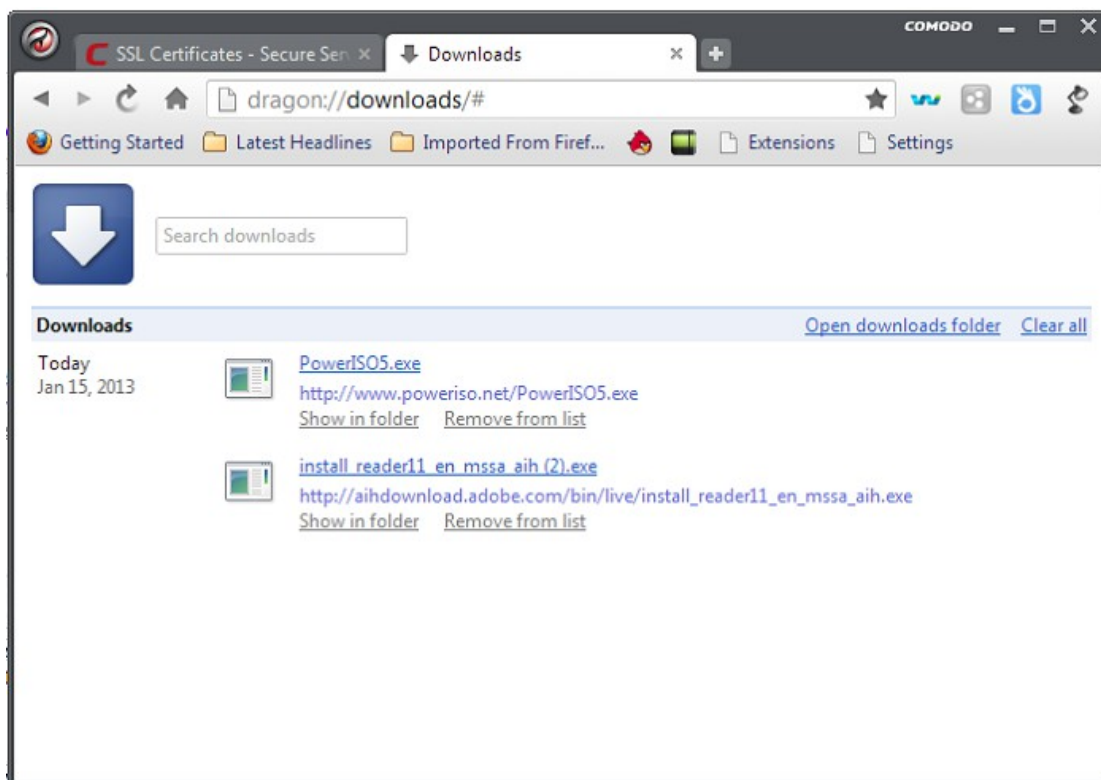 COMODO
SSL Certificates - Secure Ser
Downloads
dragon://downloads/#
Getting Started Latest Headlines Imported From Firef... Extensions Settings
Search downloads
Downloads Open downloads folder Clear all
Today PowerISO5.exe
Jan 15, 2013 http://www.poweriso.net/PowerISO5.exe
Show in folder Remove from list
install_reader11_en_mssa_aih (2).exe
http://aihdownload.adobe.com/bin/live/install_reader11_en_mssa_aih.exe
Show in folder Remove from list